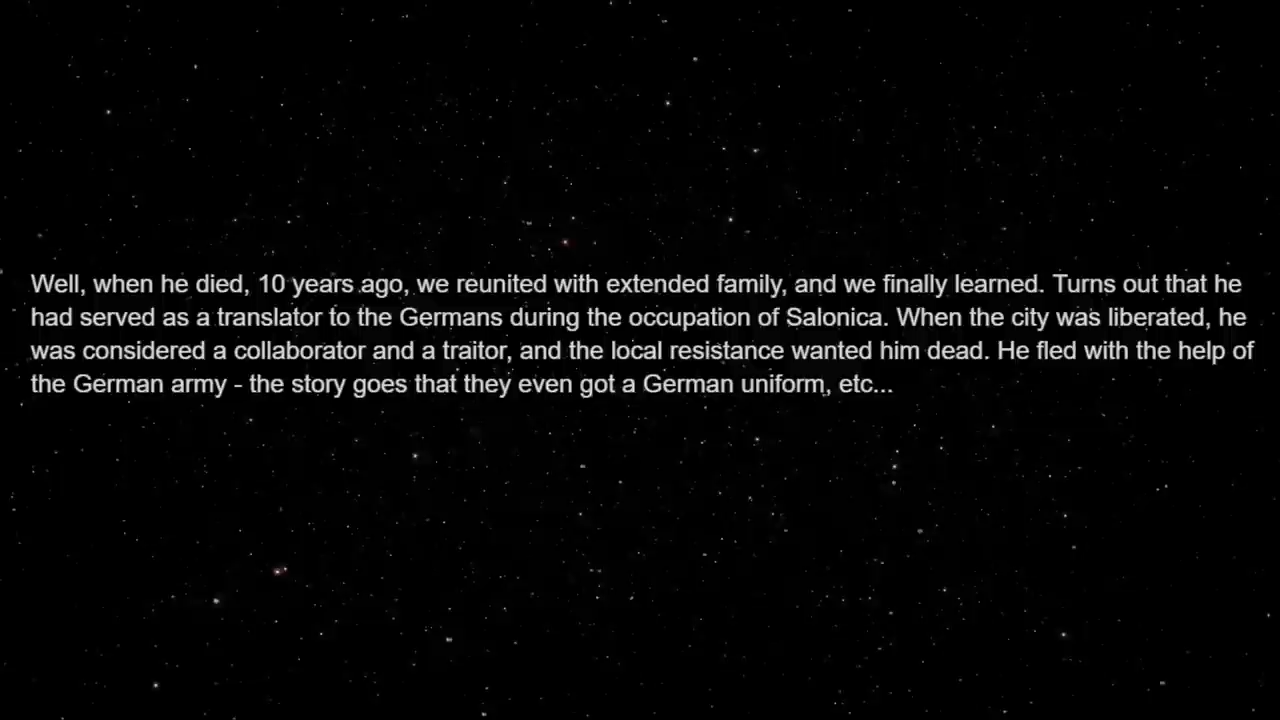 Well, when he died, 10 years ago, we reunited with extended family, and we finally learned. Turns out that he
had served as a translator to the Germans during the occupation of Salonica. When the city was liberated, he
was considered a collaborator and a traitor, and the local resistance wanted him dead. He fled with the help of
the German army - the story goes that they even got a German uniform, etc...